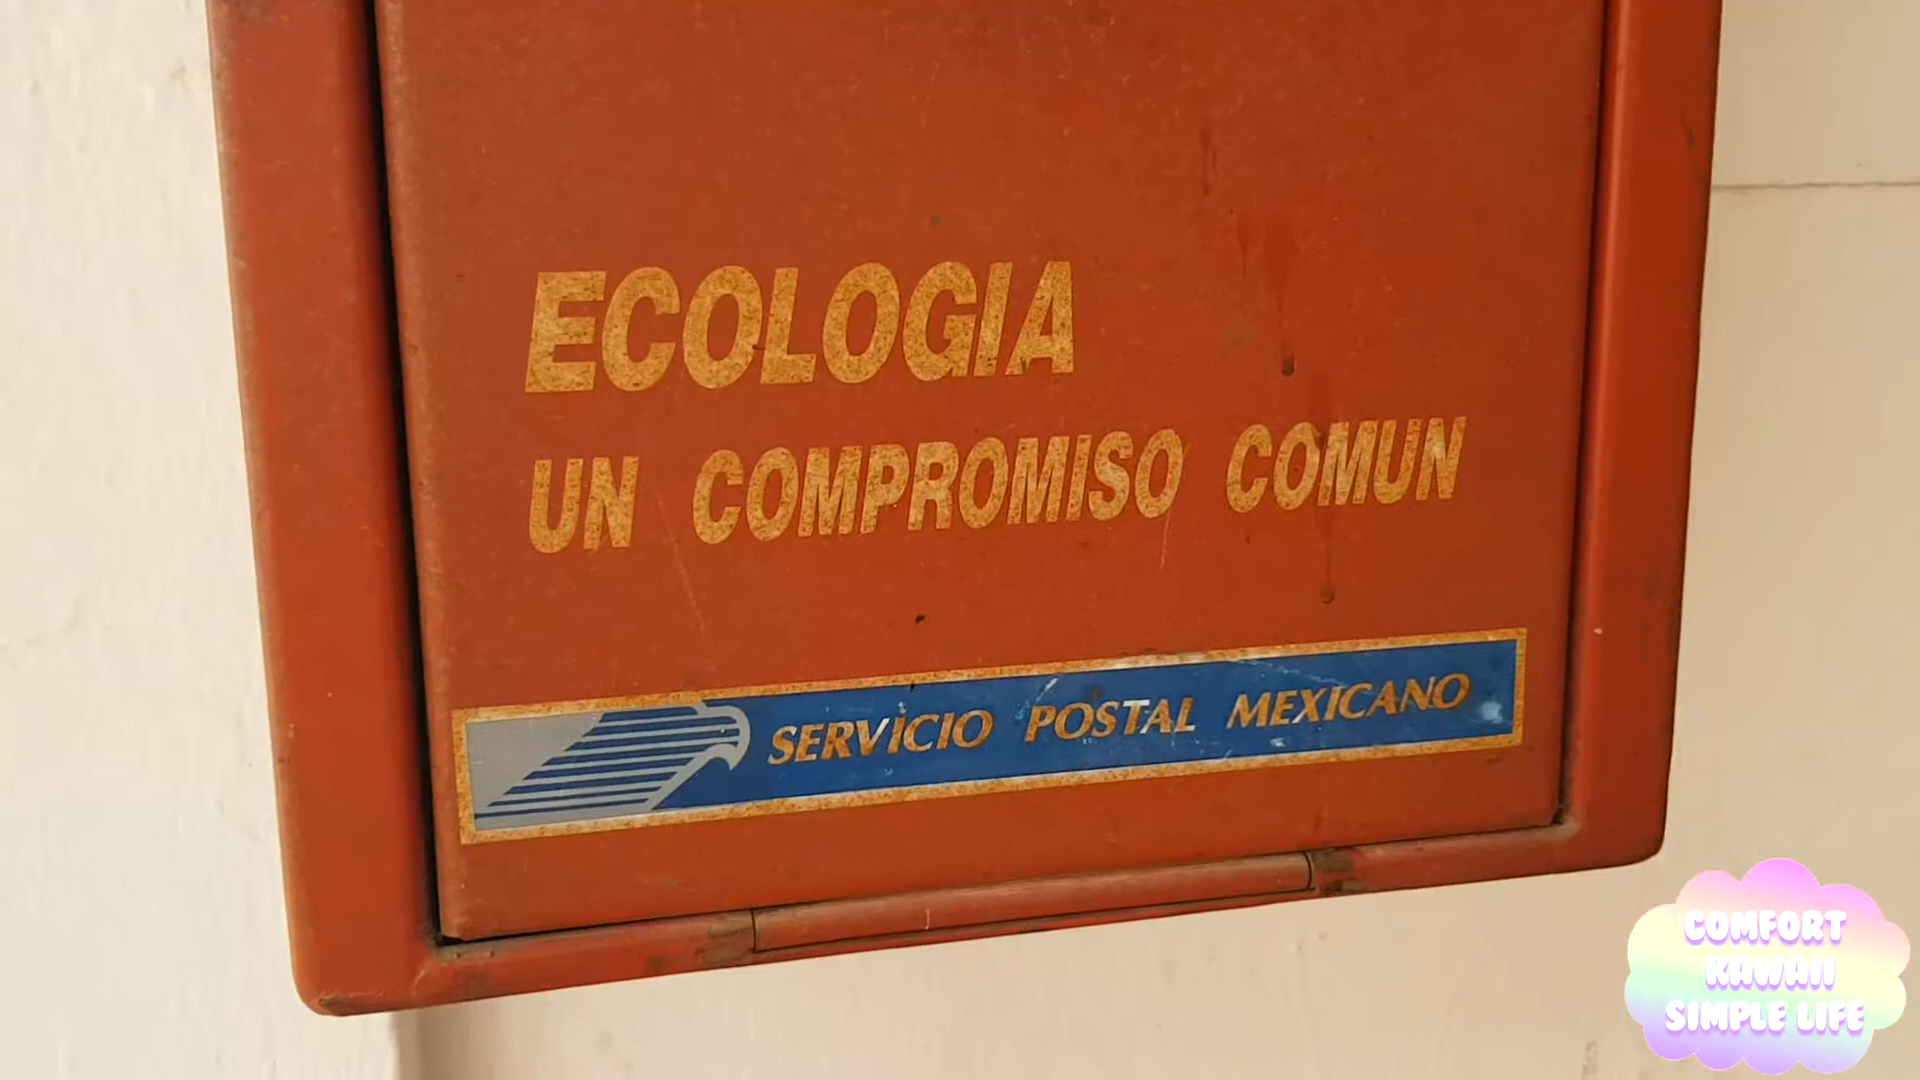 ECOLOGIA
UN COMPROMISO COMUN
SERVICIO POSTAL MEXICANO
COMFORT
KAWAII
SIMPLE LIFE